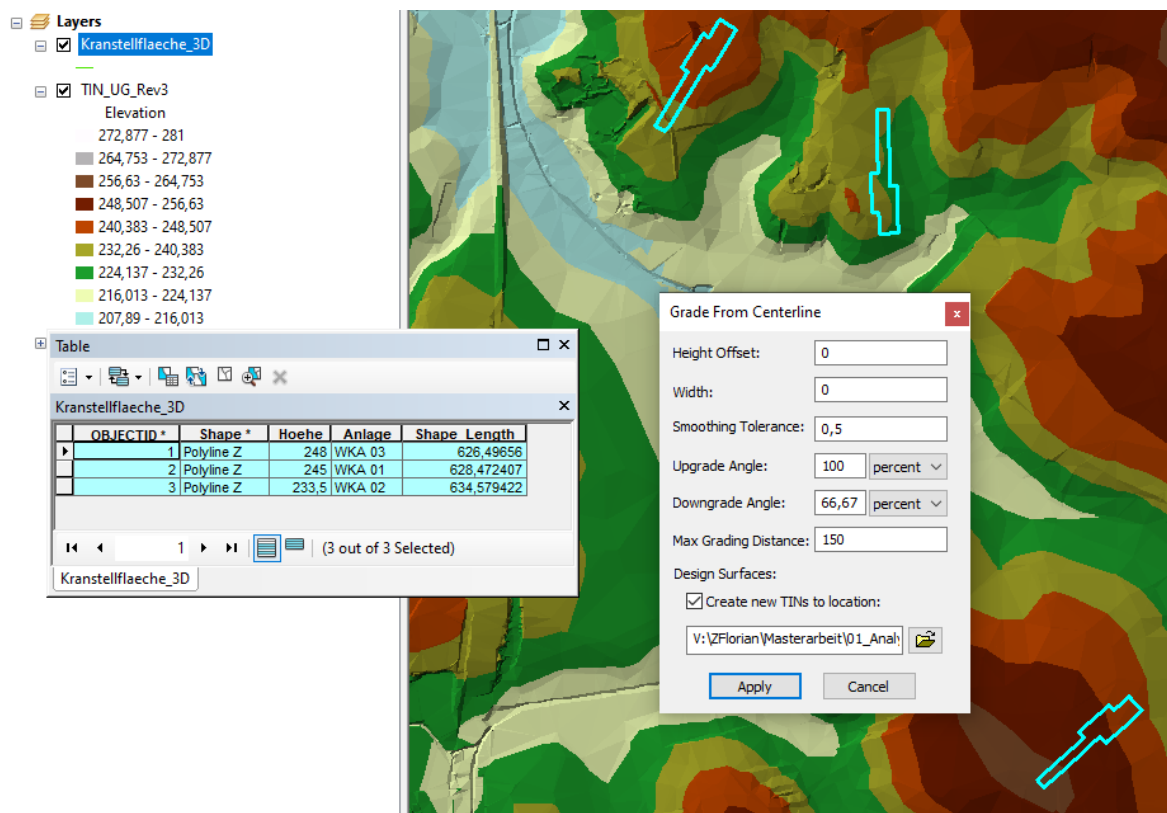 Layers
Kranstellflaeche_3D
TIN_UG_Rev3
Elevation
272,877 - 281
264,753 - 272,877
256,63 - 264,753
248,507 - 256,63
240,383 - 248,507
232,26 - 240,383
224,137 - 232,26
216,013 - 224,137
207,89 - 216,013
Table
Kranstellflaeche_3D
OBJECTID * Shape * Hoehe Anlage Shape_Length
1 Polyline Z 248 WKA 03 626,49656
2 Polyline Z 245 WKA 01 628,472407
3 Polyline Z 233,5 WKA 02 634,579422
1 (3 out of 3 Selected)
Kranstellflaeche_3D
Grade From Centerline
Height Offset: 0
Width: 0
Smoothing Tolerance: 0,5
Upgrade Angle: 100 percent
Downgrade Angle: 66,67 percent
Max Grading Distance: 150
Design Surfaces:
Create new TINs to location:
V:\ZFlorian\Masterarbeit\01_Analy
Apply Cancel